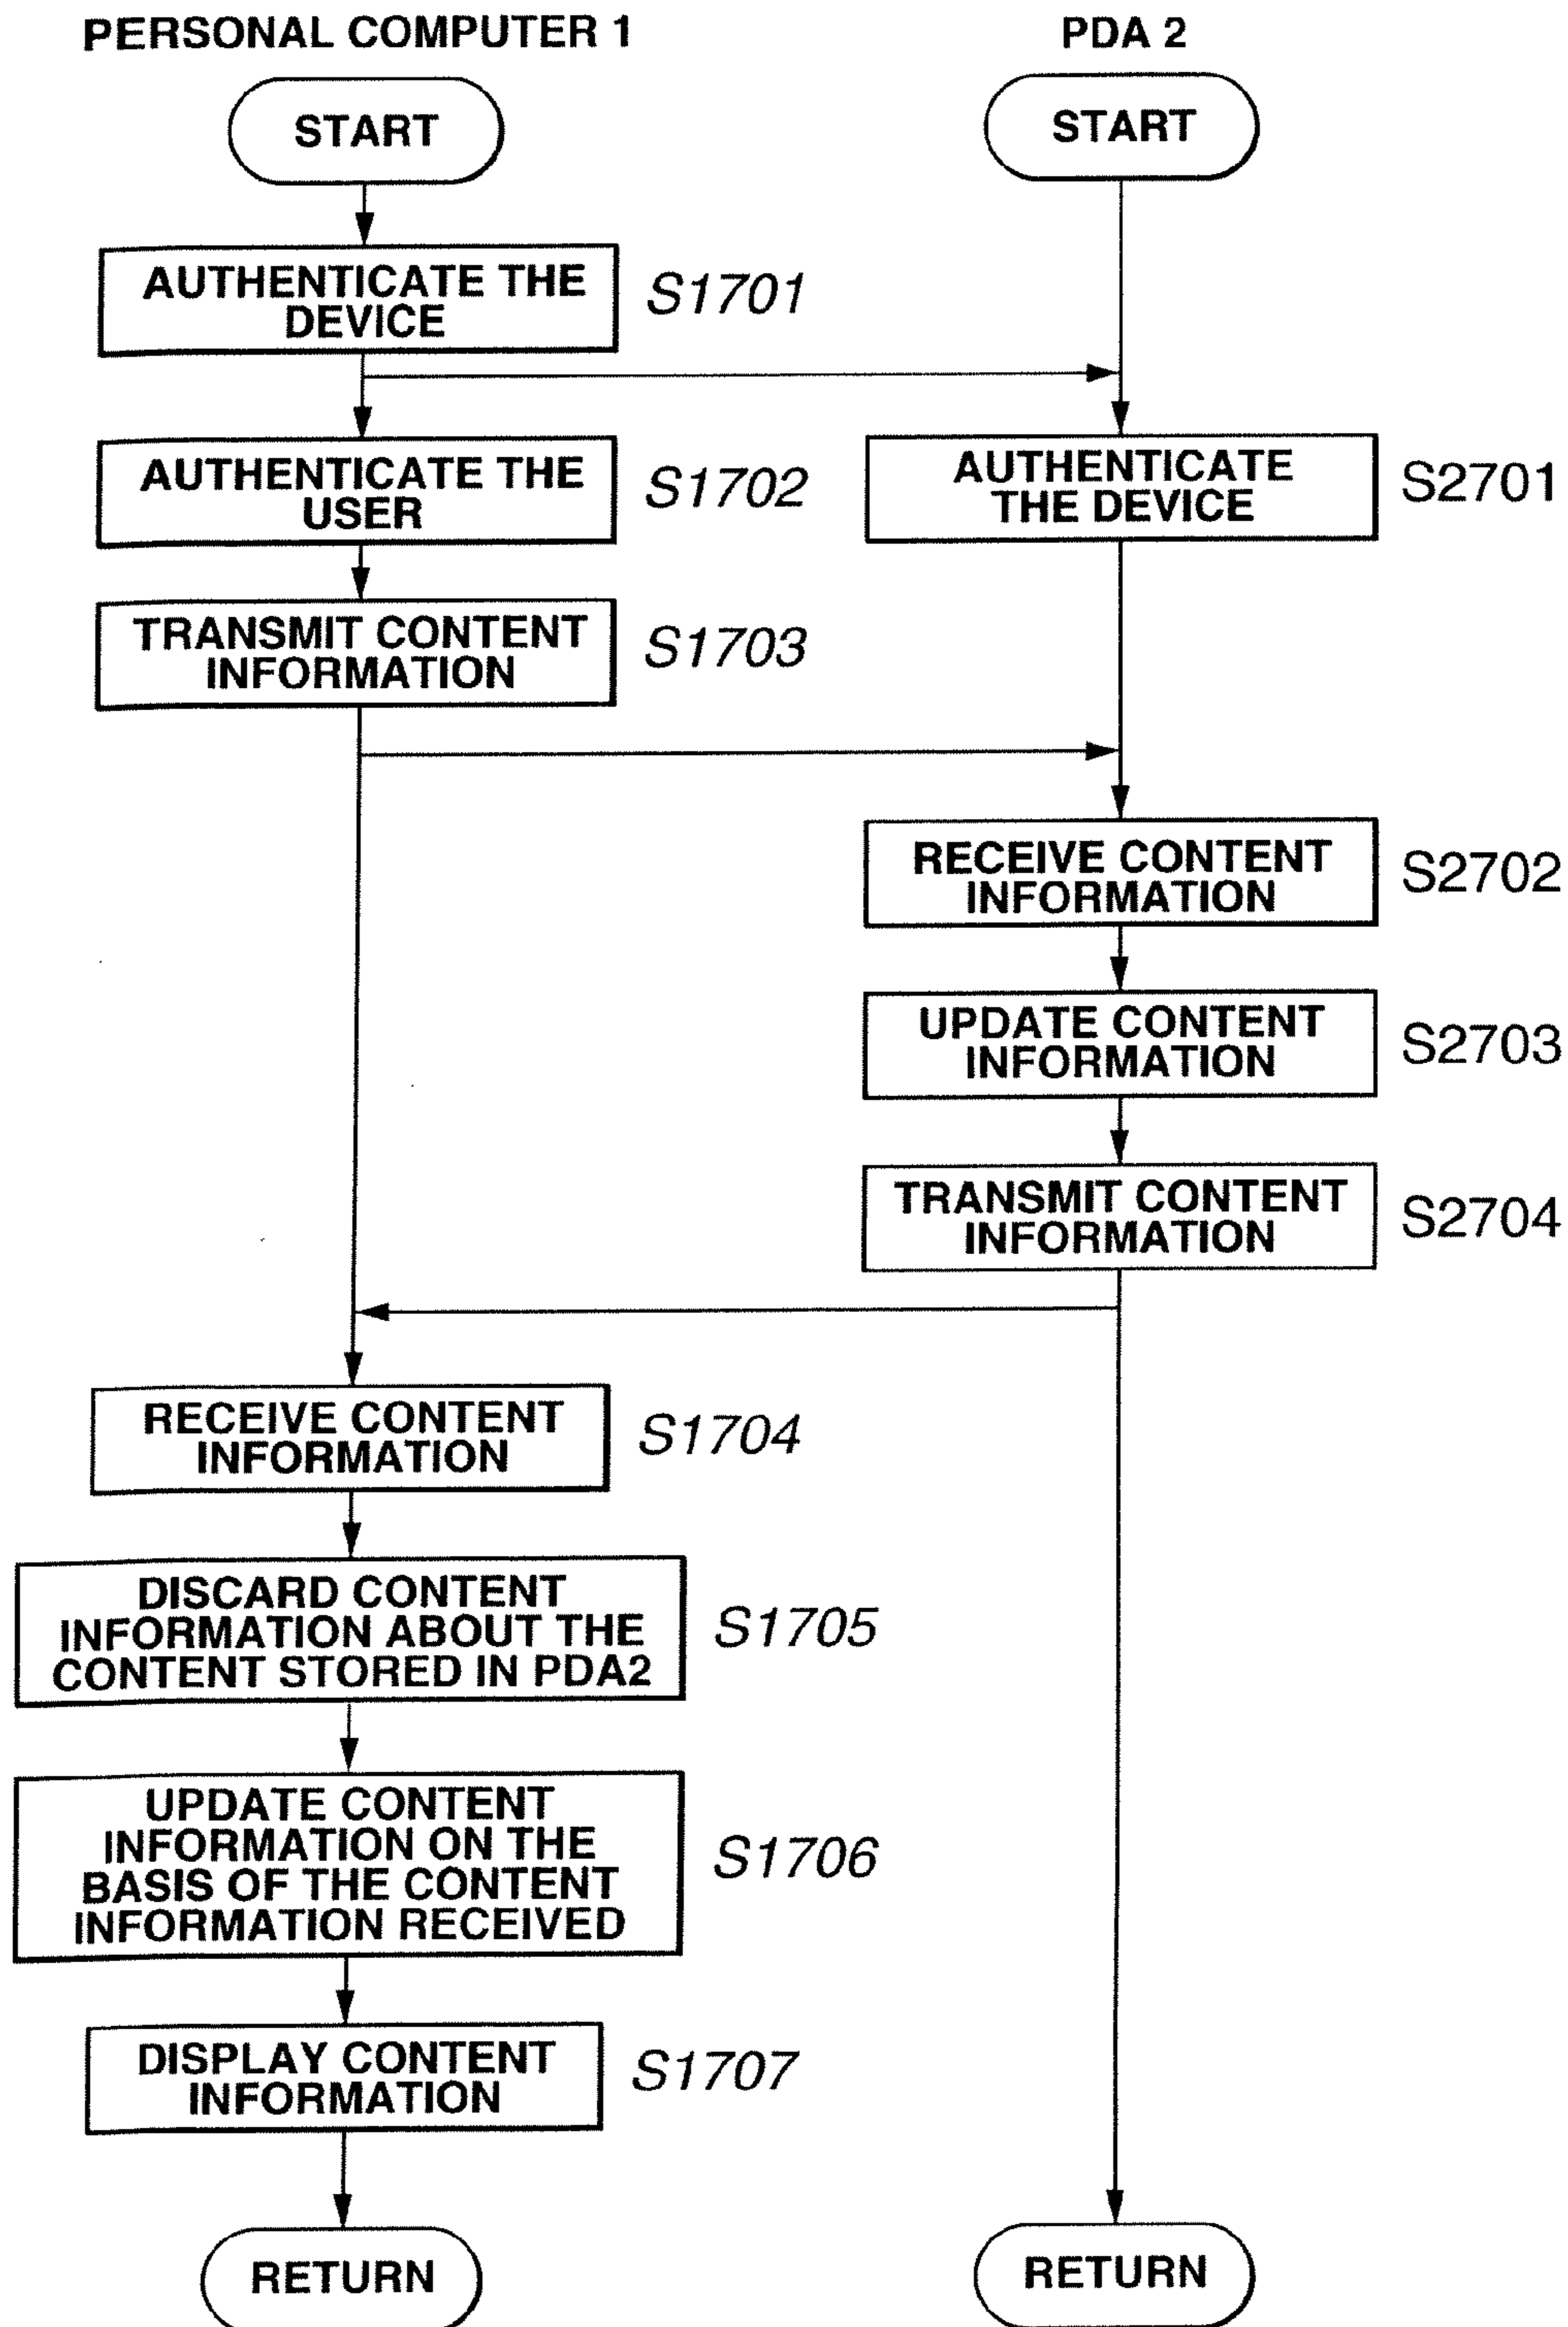 PERSONAL COMPUTER 1
PDA 2
START
START
AUTHENTICATE THE
DEVICE
S1701
AUTHENTICATE THE
USER
S1702
AUTHENTICATE
THE DEVICE
S2701
TRANSMIT CONTENT
INFORMATION
S1703
RECEIVE CONTENT
INFORMATION
S2702
UPDATE CONTENT
INFORMATION
S2703
TRANSMIT CONTENT
INFORMATION
S2704
RECEIVE CONTENT
INFORMATION
S1704
DISCARD CONTENT
INFORMATION ABOUT THE
CONTENT STORED IN PDA2
S1705
UPDATE CONTENT
INFORMATION ON THE
BASIS OF THE CONTENT
INFORMATION RECEIVED
S1706
DISPLAY CONTENT
INFORMATION
S1707
RETURN
RETURN